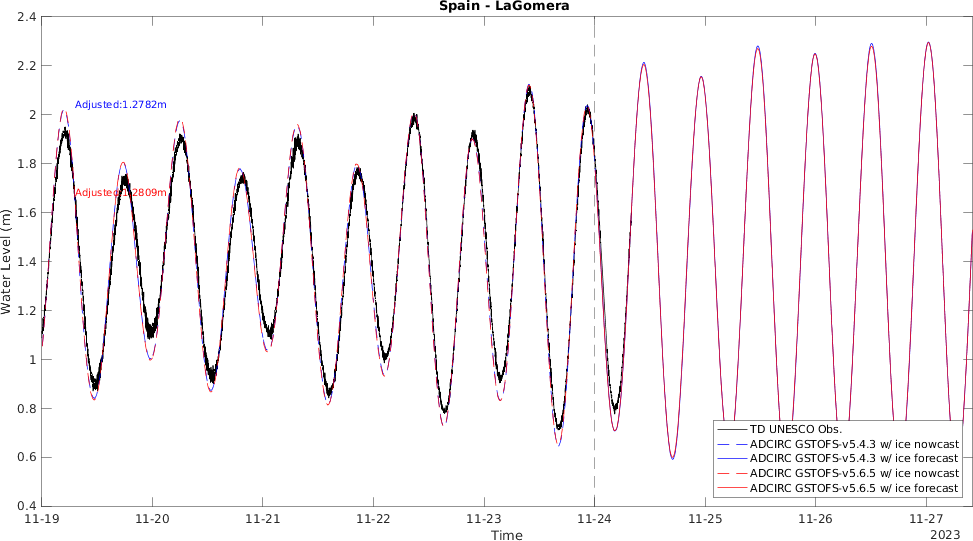 Spain - LaGomera
2.4
2.2
2
1.8
1.6
1.4
1.2
1
0.8
0.6
0.4
Water Level (m)
Adjusted:1.2782m
Adjusted:1.2809m
TD UNESCO Obs.
ADCIRC GSTOFS-v5.4.3 w/ ice nowcast
ADCIRC GSTOFS-v5.4.3 w/ ice forecast
ADCIRC GSTOFS-v5.6.5 w/ ice nowcast
ADCIRC GSTOFS-v5.6.5 w/ ice forecast
11-19 11-20 11-21 11-22 11-23 11-24 11-25 11-26 11-27
Time
2023